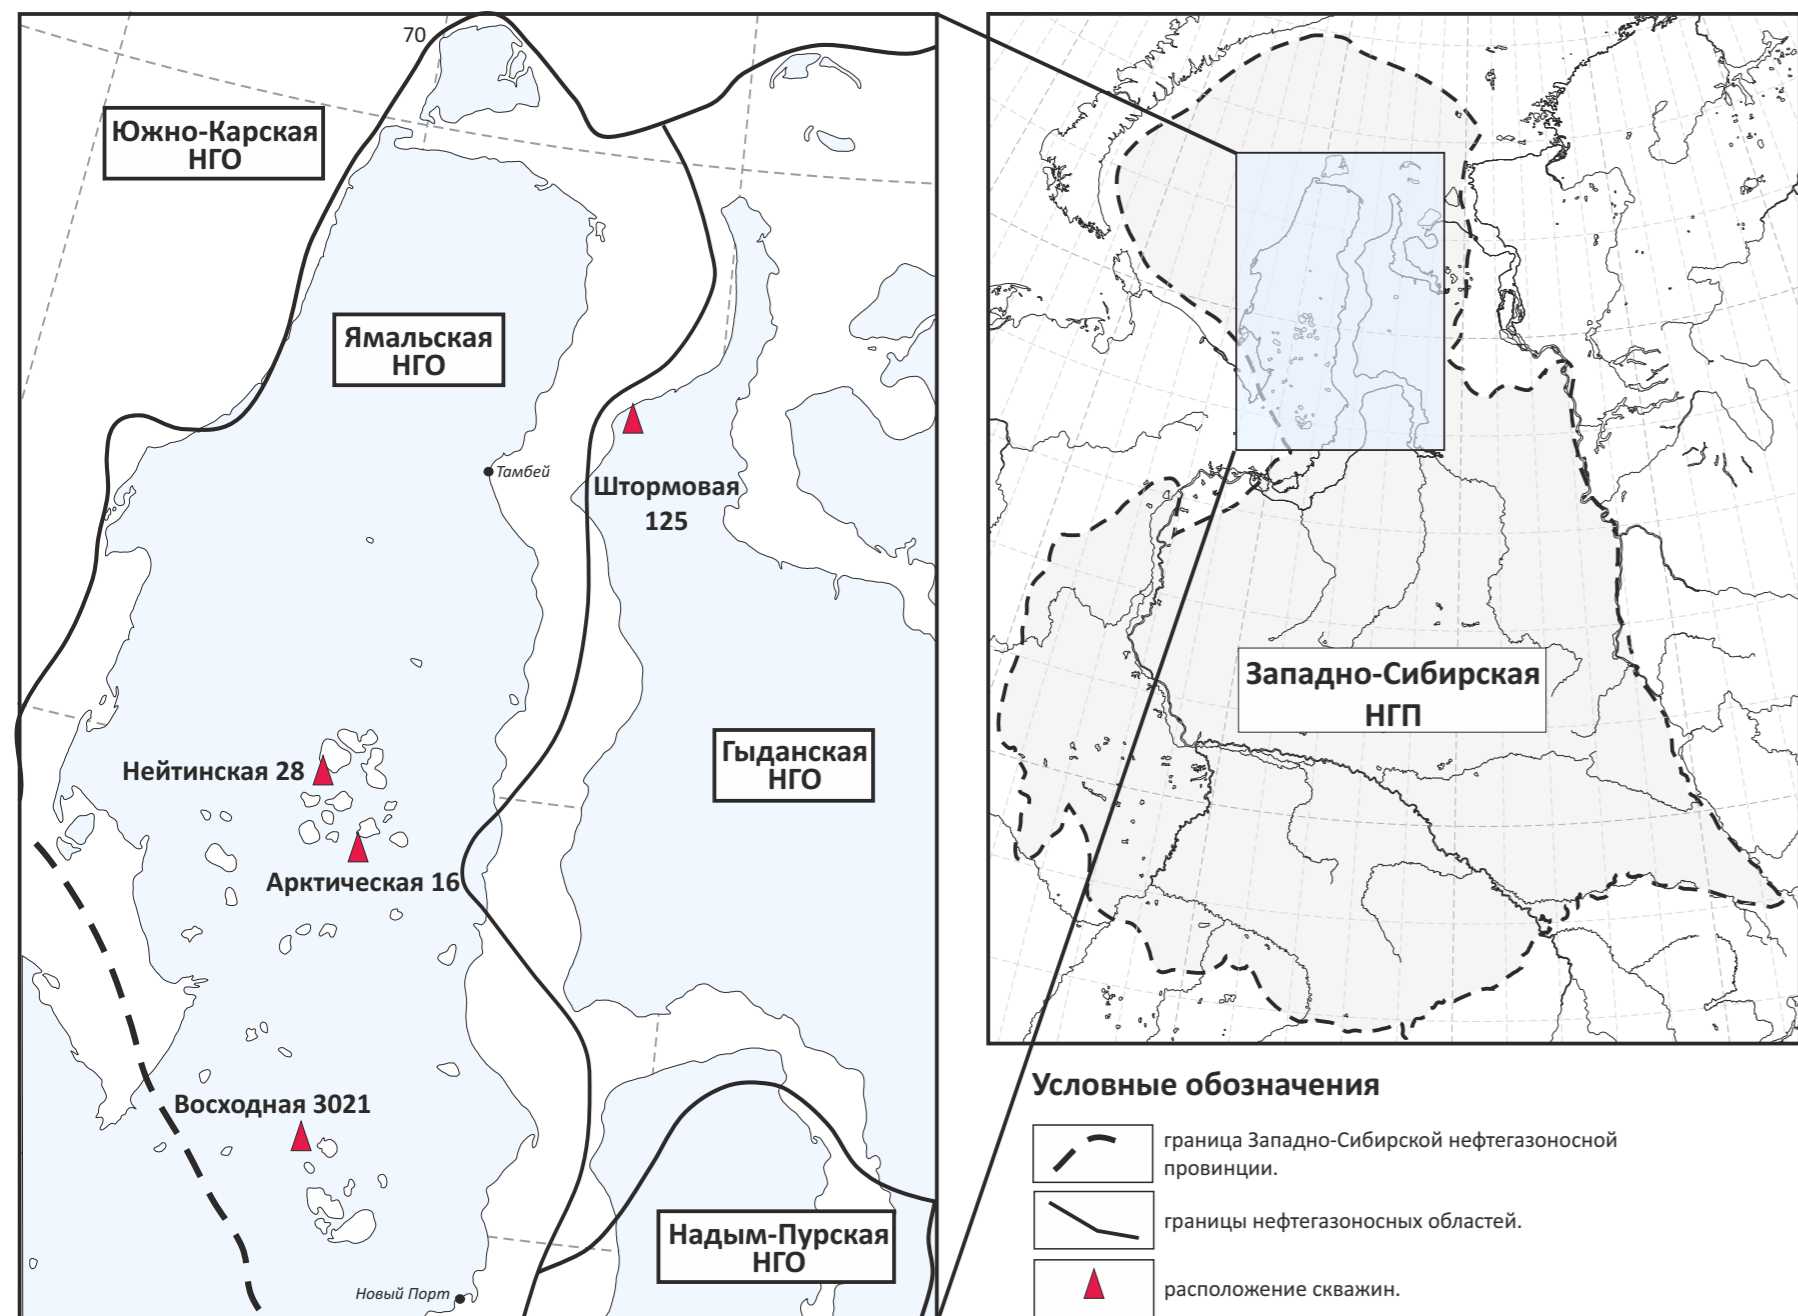 70
Южно-Карская
НГО
Ямальская
НГО
Тамбей
Штормовая
125
Нейтинская 28
Гыданская
НГО
Арктическая 16
Восходная 3021
Надым-Пурская
НГО
Новый Порт
Западно-Сибирская
НГП
Условные обозначения
граница Западно-Сибирской нефтегазоносной
провинции.
границы нефтегазоносных областей.
расположение скважин.